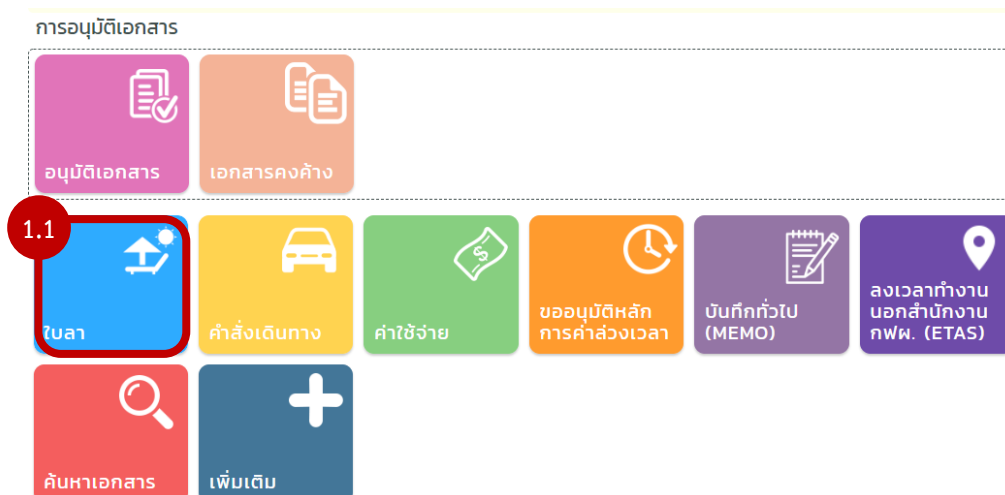 การอนุมัติเอกสาร
อนุมัติเอกสาร
เอกสารคงค้าง
1.1
ใบลา
คำสั่งเดินทาง
ค่าใช้จ่าย
ขออนุมัติหลัก
การค่าล่วงเวลา
บันทึกทั่วไป
(MEMO)
ลงเวลาทำงาน
นอกสำนักงาน
กฟผ. (ETAS)
ค้นหาเอกสาร
เพิ่มเติม